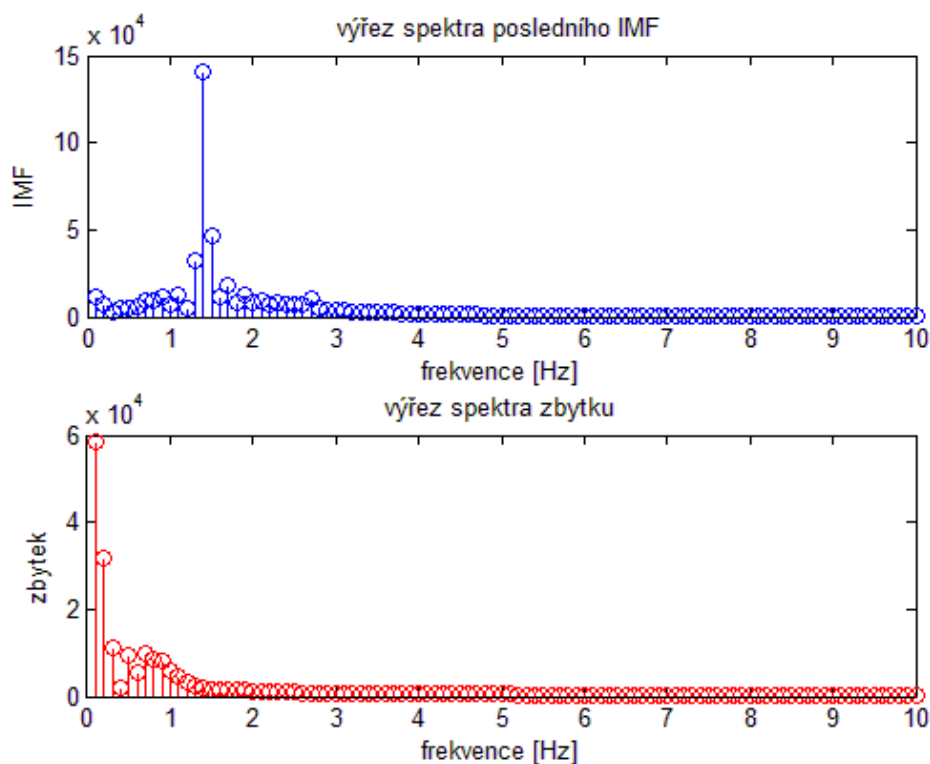 výřez spektra posledního IMF
x 10^4
15
10
5
0
IMF
0 1 2 3 4 5 6 7 8 9 10
frekvence [Hz]
výřez spektra zbytku
x 10^4
6
4
2
0
zbytek
0 1 2 3 4 5 6 7 8 9 10
frekvence [Hz]